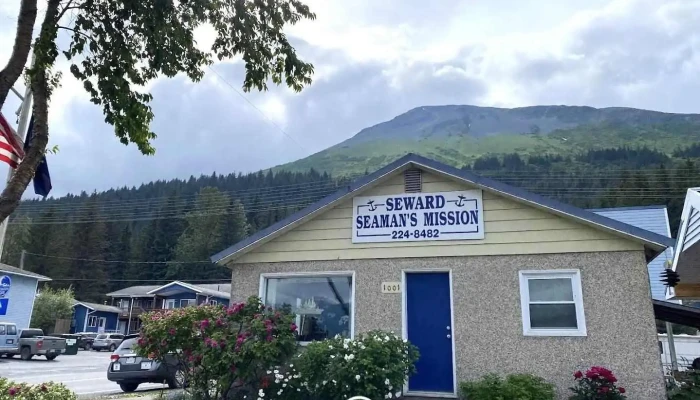 SEWARD
SEAMAN'S MISSION
224-8482
1001